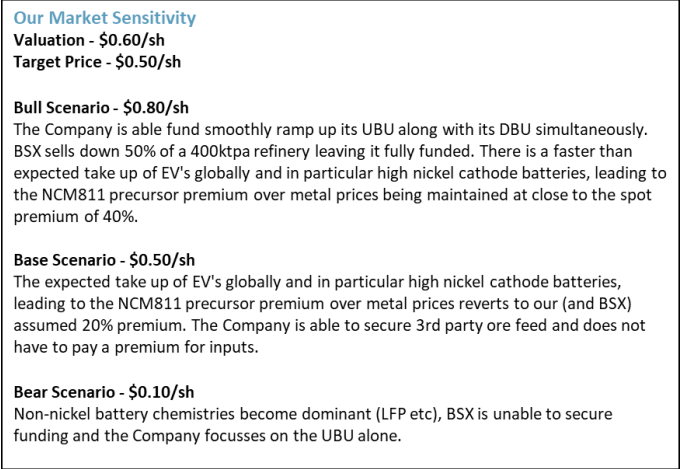 Our Market Sensitivity
Valuation - $0.60/sh
Target Price - $0.50/sh
Bull Scenario - $0.80/sh
The Company is able fund smoothly ramp up its UBU along with its DBU simultaneously.
BSX sells down 50% of a 400ktpa refinery leaving it fully funded. There is a faster than
expected take up of EV's globally and in particular high nickel cathode batteries, leading to
the NCM811 precursor premium over metal prices being maintained at close to the spot
premium of 40%.
Base Scenario - $0.50/sh
The expected take up of EV's globally and in particular high nickel cathode batteries,
leading to the NCM811 precursor premium over metal prices reverts to our (and BSX)
assumed 20% premium. The Company is able to secure 3rd party ore feed and does not
have to pay a premium for inputs.
Bear Scenario - $0.10/sh
Non-nickel battery chemistries become dominant (LFP etc), BSX is unable to secure
funding and the Company focusses on the UBU alone.